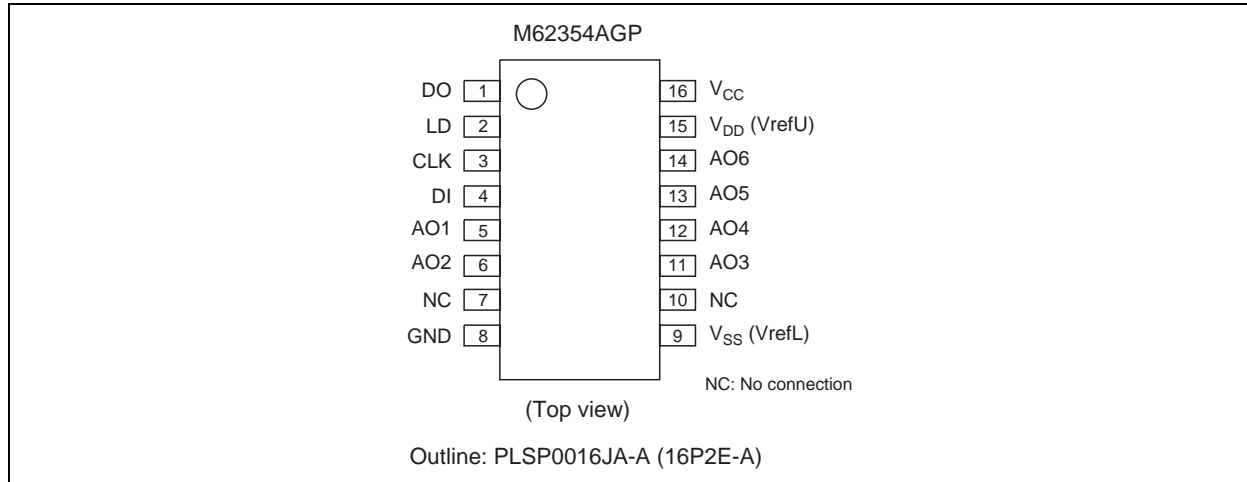 M62354AGP
DO 1 16 VCC
LD 2 15 VDD (VrefU)
CLK 3 14 AO6
DI 4 13 AO5
AO1 5 12 AO4
AO2 6 11 AO3
NC 7 10 NC
GND 8 9 VSS (VrefL)
NC: No connection
(Top view)
Outline: PLSP0016JA-A (16P2E-A)